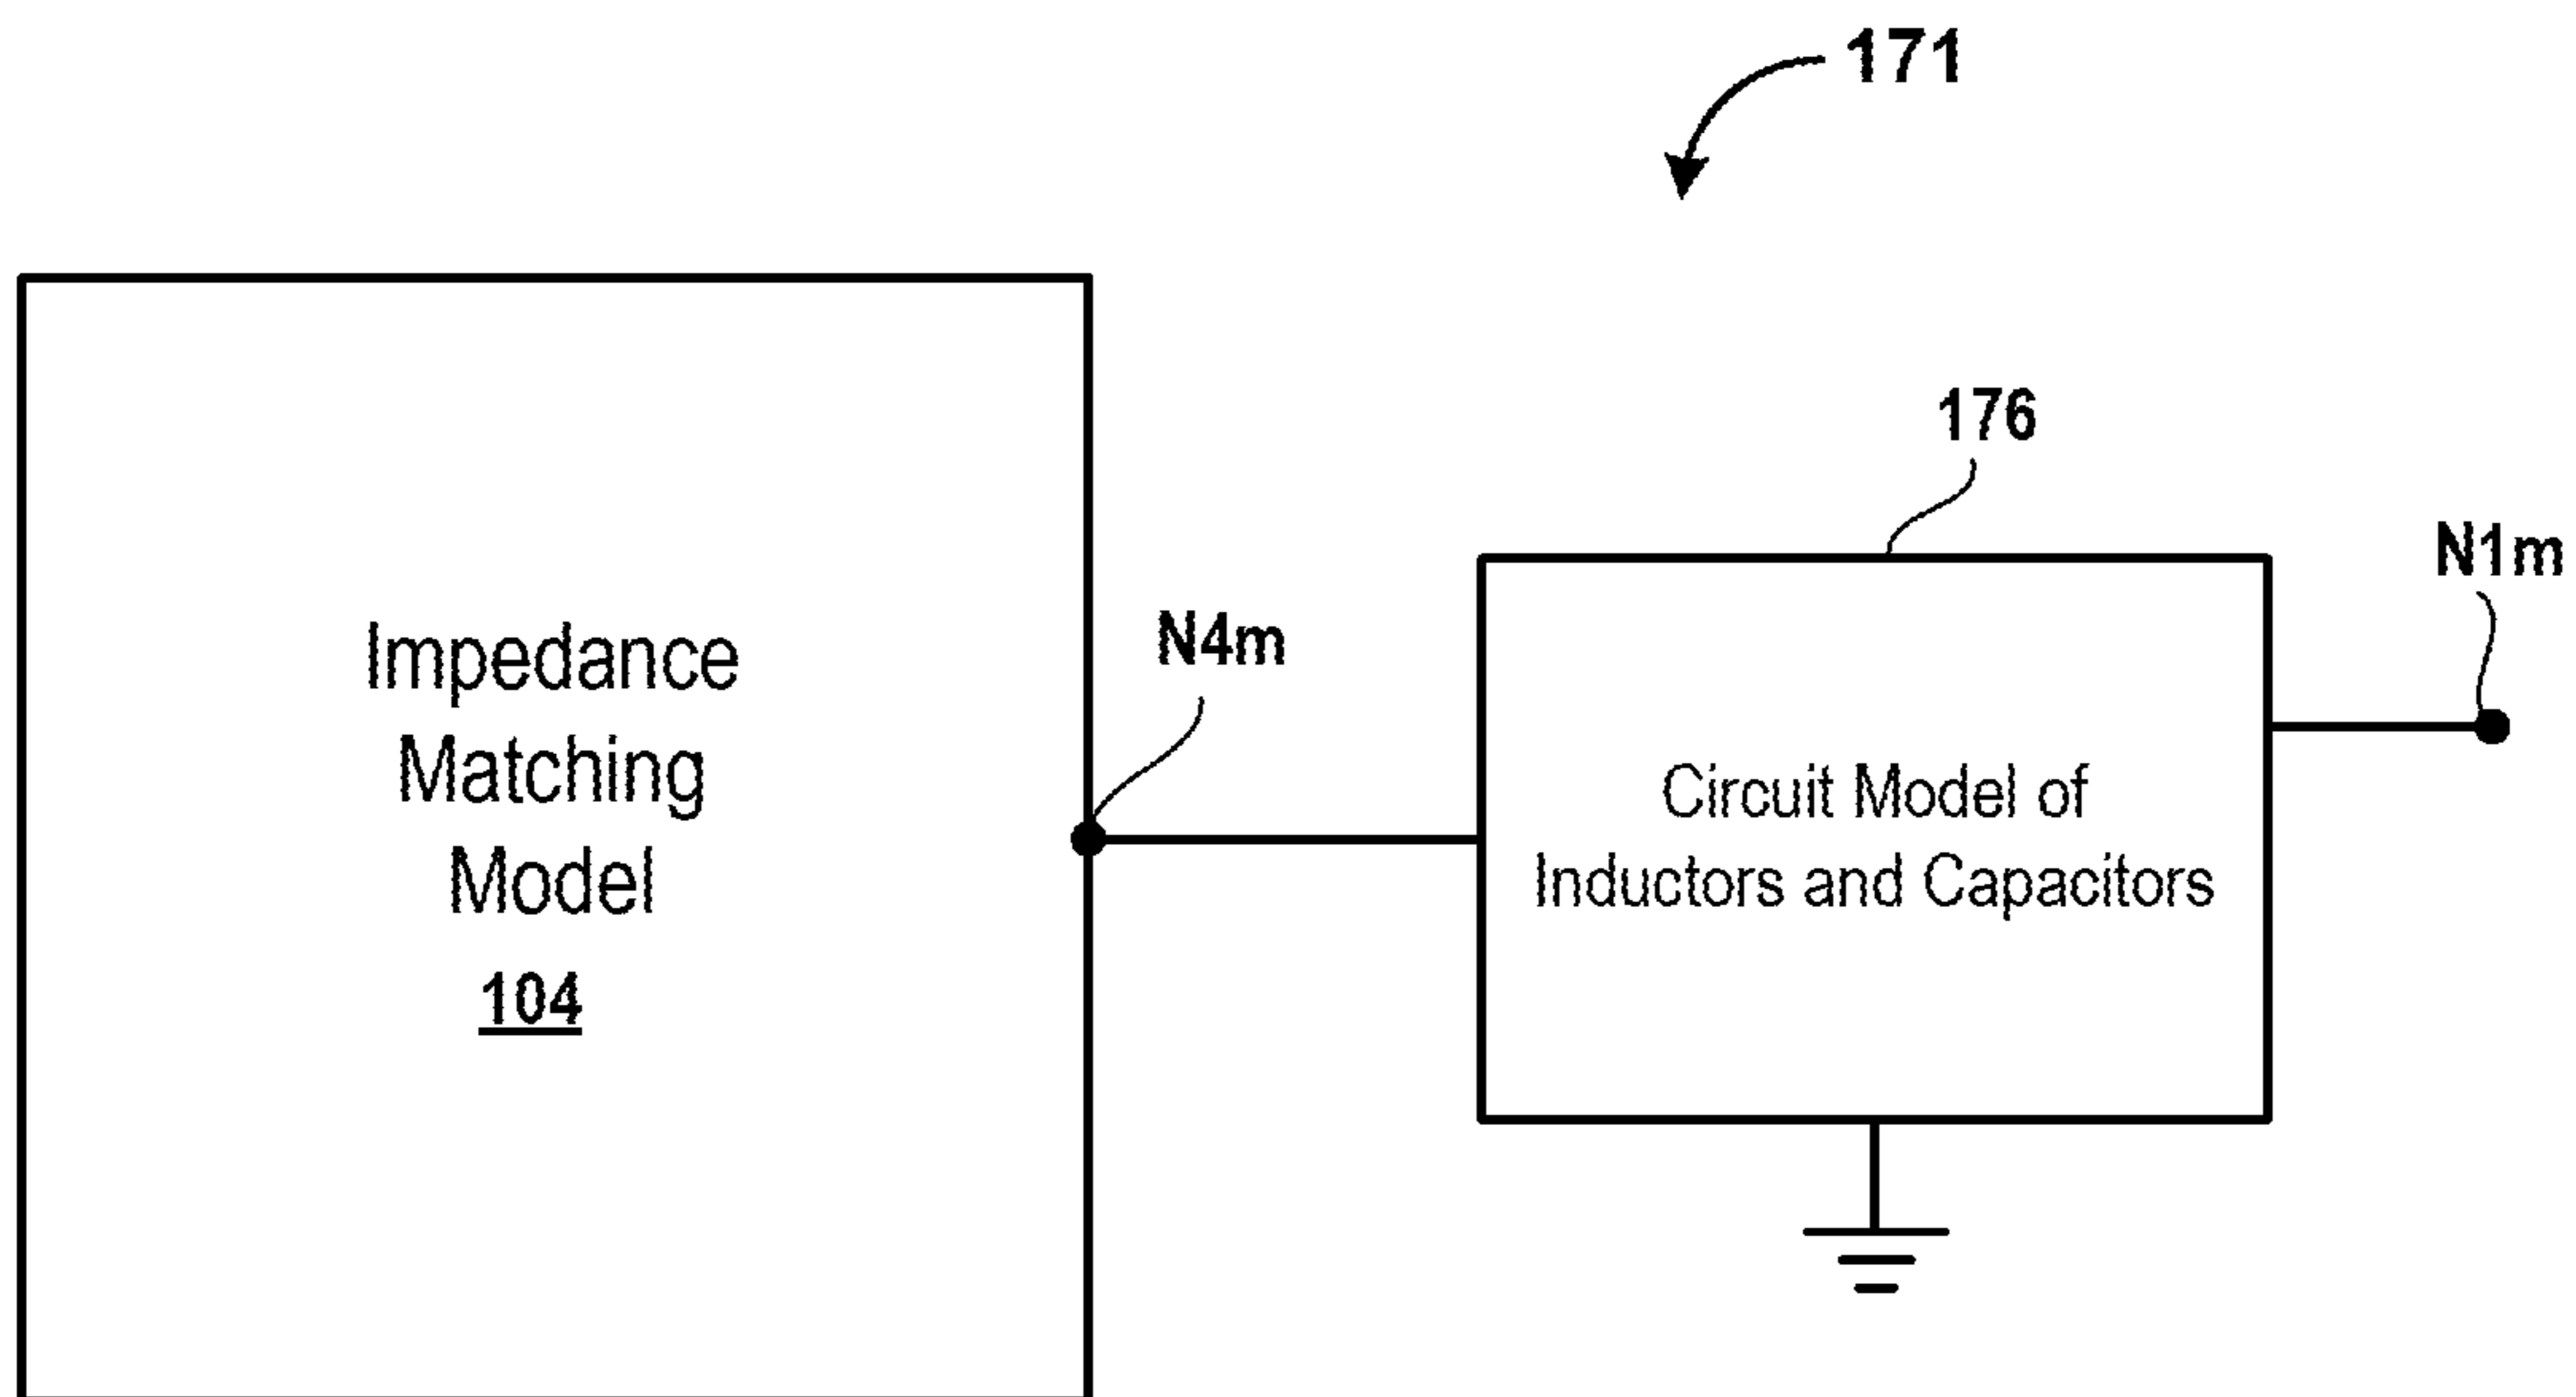 171
176
N1m
N4m
Impedance
Matching
Model
104
Circuit Model of
Inductors and Capacitors